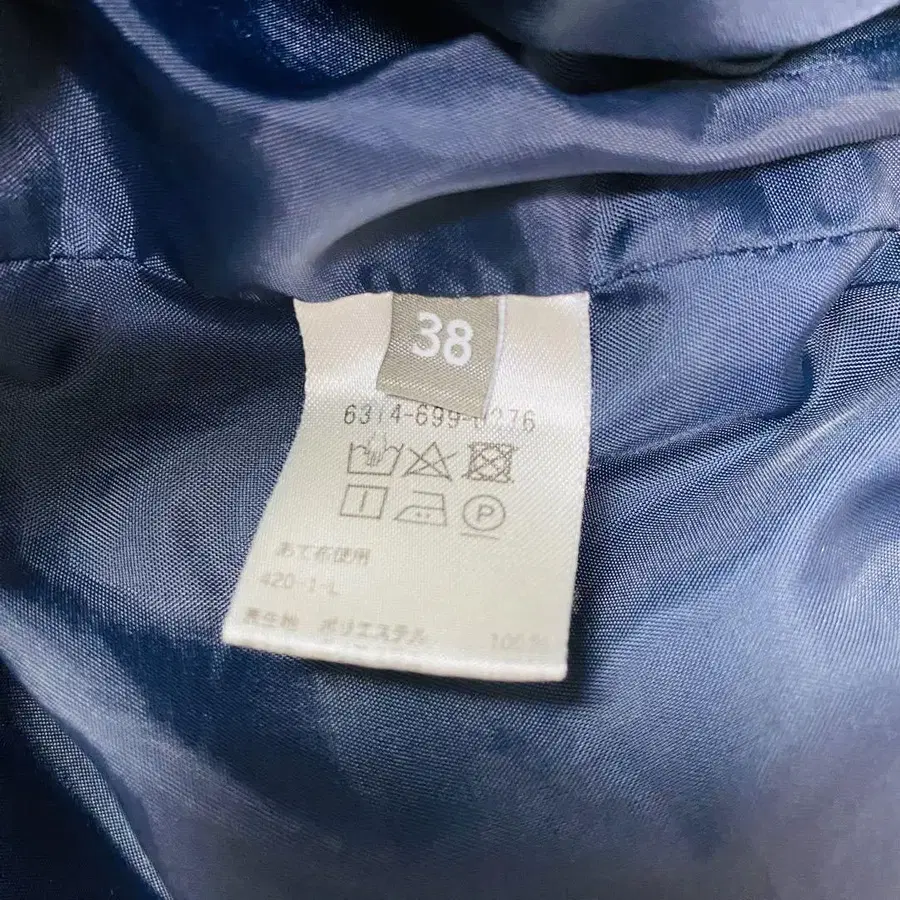 38
6314-699-0276
P
あて布使用
420-1-L
表生地 ポリエステル 100%